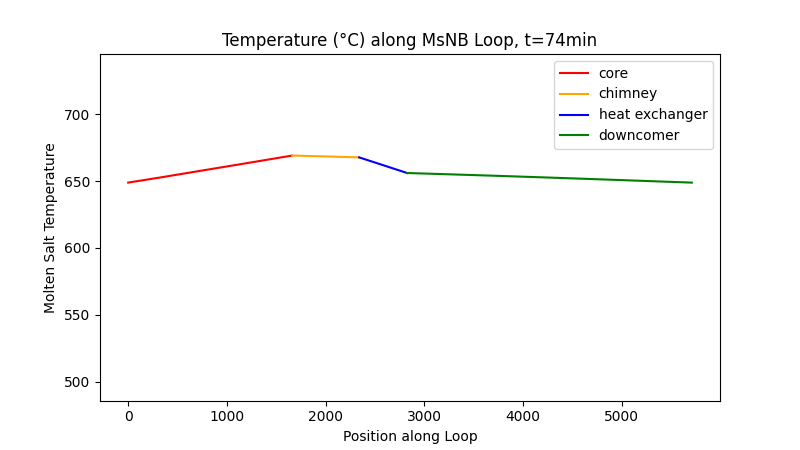 Temperature (°C) along MsNB Loop, t=74min
core
chimney
heat exchanger
downcomer
Molten Salt Temperature
700
650
600
550
500
0 1000 2000 3000 4000 5000
Position along Loop